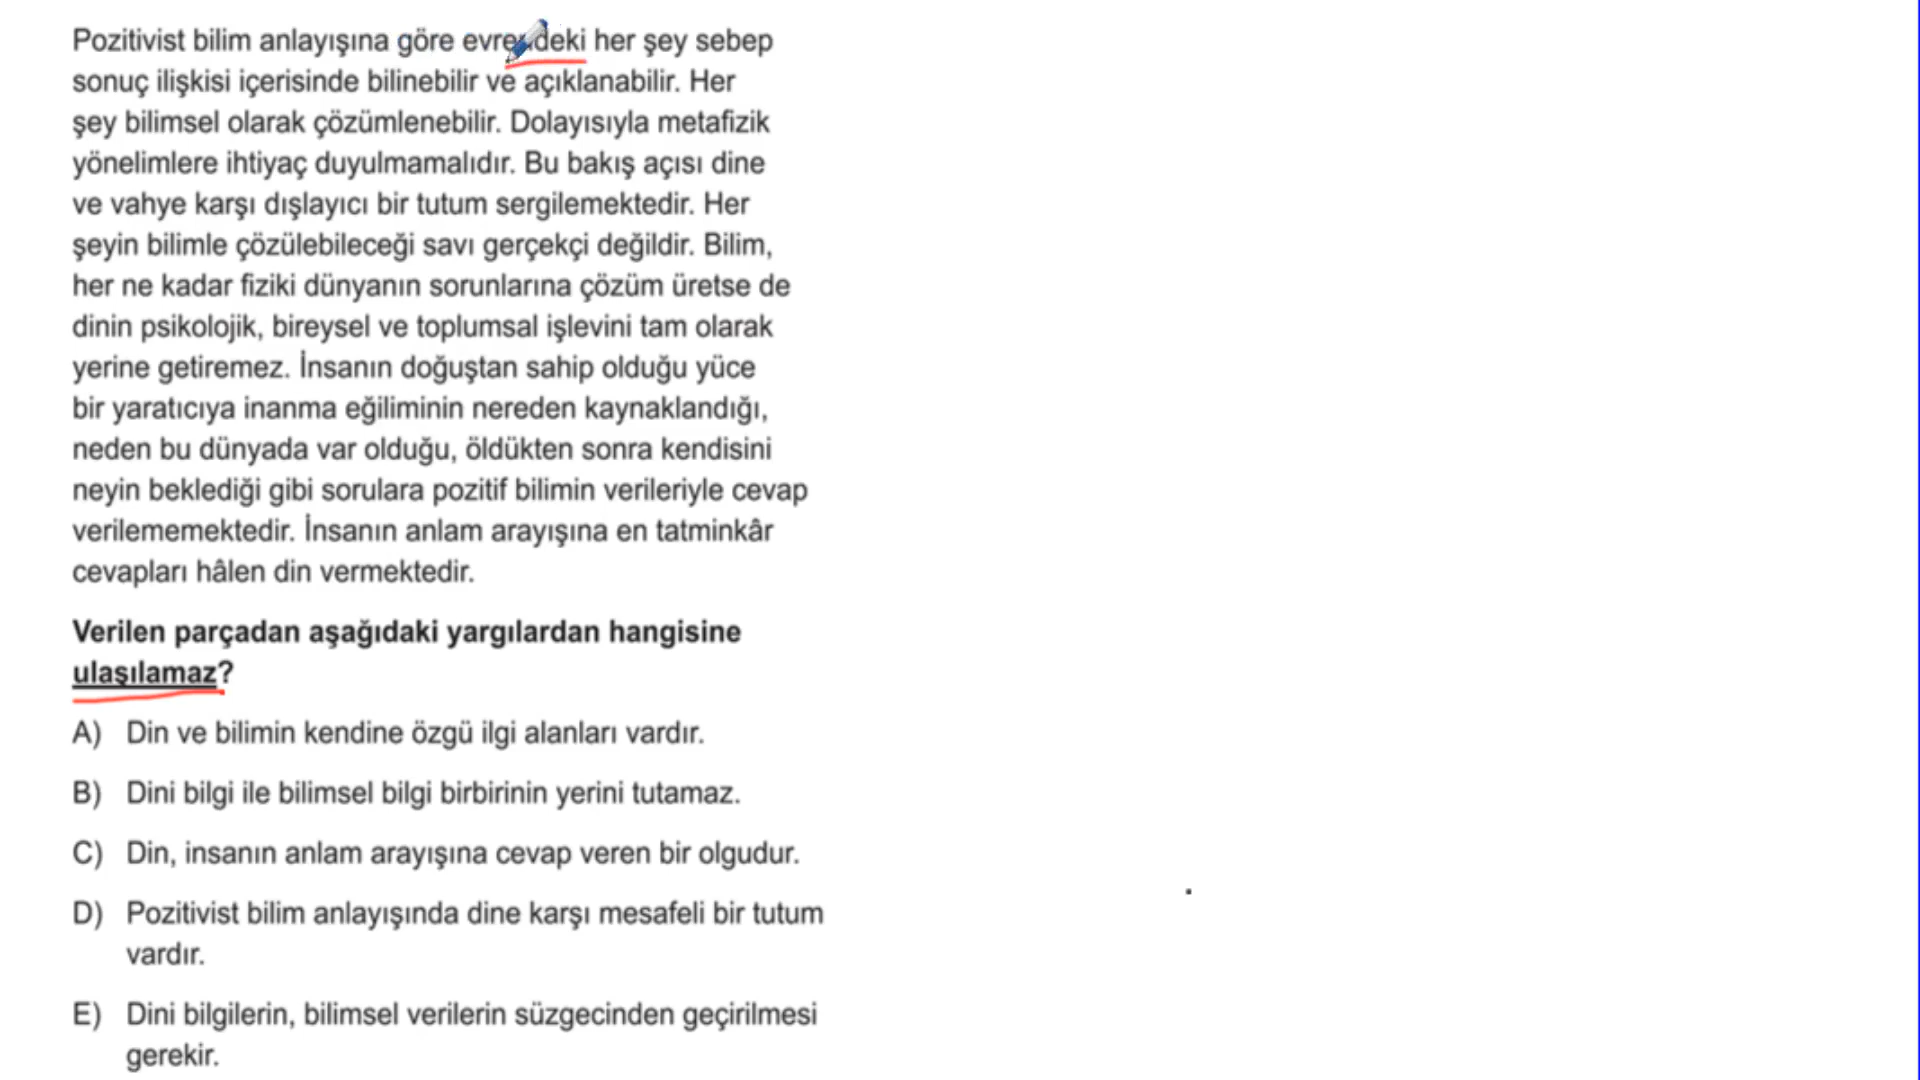 Pozitivist bilim anlayışına göre evrendeki her şey sebep
sonuç ilişkisi içerisinde bilinebilir ve açıklanabilir. Her
şey bilimsel olarak çözümlenebilir. Dolayısıyla metafizik
yönelimlere ihtiyaç duyulmamalıdır. Bu bakış açısı dine
ve vahye karşı dışlayıcı bir tutum sergilemektedir. Her
şeyin bilimle çözülebileceği savı gerçekçi değildir. Bilim,
her ne kadar fiziki dünyanın sorunlarına çözüm üretse de
dinin psikolojik, bireysel ve toplumsal işlevini tam olarak
yerine getiremez. İnsanın doğuştan sahip olduğu yüce
bir yaratıcıya inanma eğiliminin nereden kaynaklandığı,
neden bu dünyada var olduğu, öldükten sonra kendisini
neyin beklediği gibi sorulara pozitif bilimin verileriyle cevap
verilememektedir. İnsanın anlam arayışına en tatminkâr
cevapları hâlen din vermektedir.
Verilen parçadan aşağıdaki yargılardan hangisine
ulaşılamaz?
A) Din ve bilimin kendine özgü ilgi alanları vardır.
B) Dini bilgi ile bilimsel bilgi birbirinin yerini tutamaz.
C) Din, insanın anlam arayışına cevap veren bir olgudur.
D) Pozitivist bilim anlayışında dine karşı mesafeli bir tutum
vardır.
E) Dini bilgilerin, bilimsel verilerin süzgecinden geçirilmesi
gerekir.